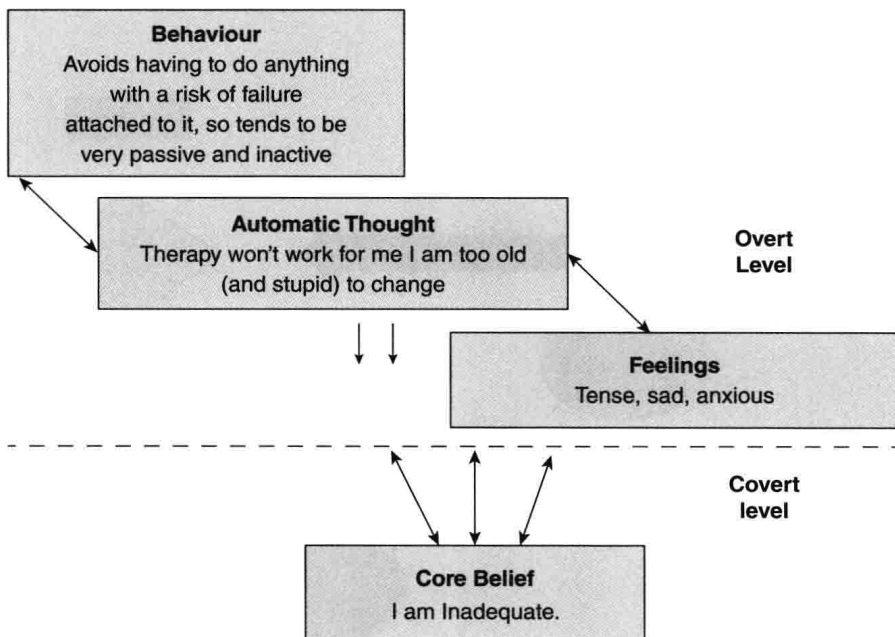 Behaviour
Avoids having to do anything
with a risk of failure
attached to it, so tends to be
very passive and inactive
Automatic Thought
Therapy won't work for me I am too old
(and stupid) to change
Overt
Level
Feelings
Tense, sad, anxious
Covert
level
Core Belief
I am Inadequate.